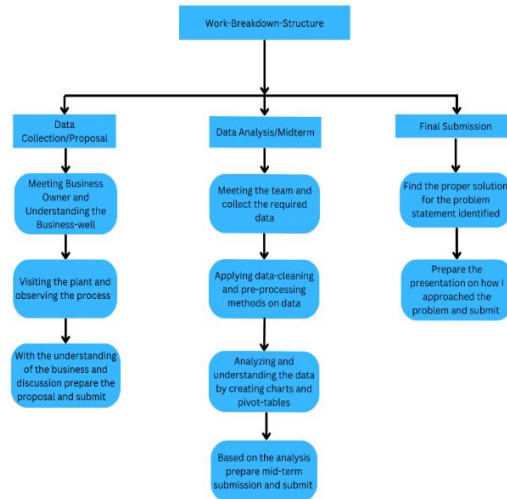 Work-Breakdown-Structure
Data
Collection/Proposal
Meeting Business
Owner and
Understanding the
Business-well
Visiting the plant and
observing the process
With the understanding
of the business and
discussion prepare the
proposal and submit
Data Analysis/Midterm
Meeting the team and
collect the required
data
Applying data-cleaning
and pre-processing
methods on data
Analyzing and
understanding the data
by creating charts and
pivot-tables
Based on the analysis
prepare mid-term
submission and submit
Final Submission
Find the proper solution
for the problem
statement identified
Prepare the
presentation on how I
approached the
problem and submit